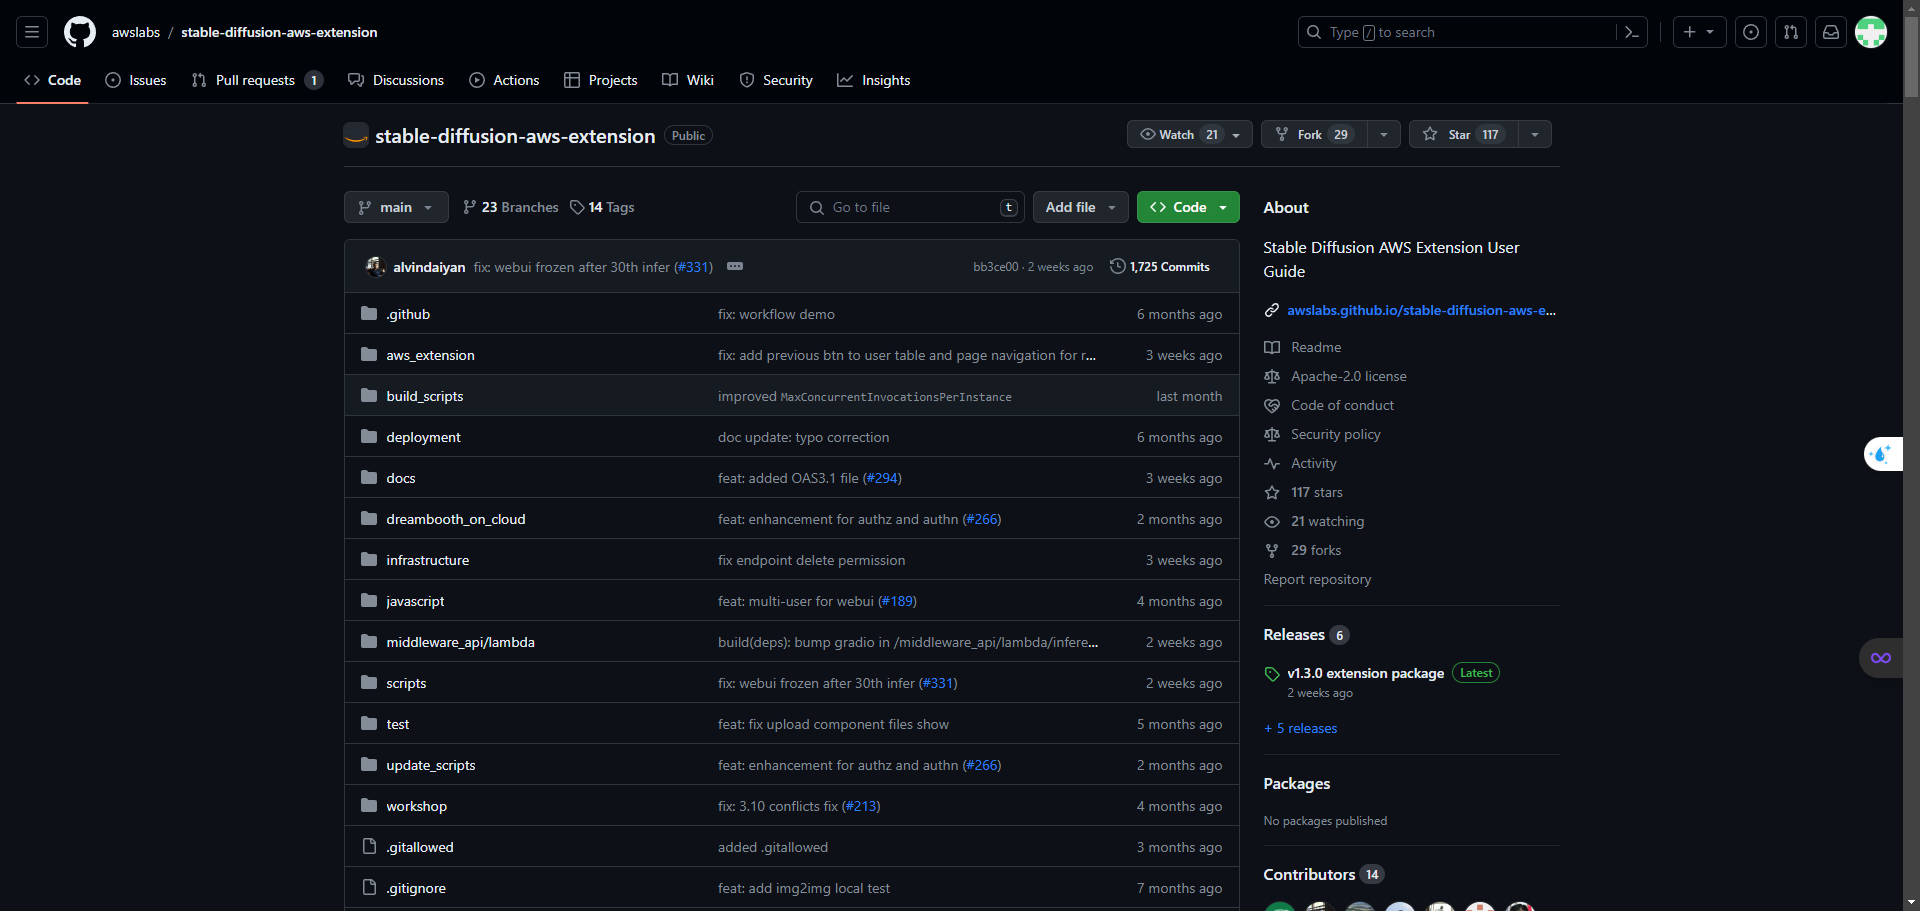 awslabs / stable-diffusion-aws-extension
Type / to search
Code Issues Pull requests 1 Discussions Actions Projects Wiki Security Insights
stable-diffusion-aws-extension Public
Watch 21 Fork 29 Star 117
main 23 Branches 14 Tags Go to file t Add file Code
alvindaiyan fix: webui frozen after 30th infer (#331) bb3ce00 · 2 weeks ago 1,725 Commits
.github fix: workflow demo 6 months ago
aws_extension fix: add previous btn to user table and page navigation for r... 3 weeks ago
build_scripts improved MaxConcurrentInvocationsPerInstance last month
deployment doc update: typo correction 6 months ago
docs feat: added OAS3.1 file (#294) 3 weeks ago
dreambooth_on_cloud feat: enhancement for authz and authn (#266) 2 months ago
infrastructure fix endpoint delete permission 3 weeks ago
javascript feat: multi-user for webui (#189) 4 months ago
middleware_api/lambda build(deps): bump gradio in /middleware_api/lambda/infere... 2 weeks ago
scripts fix: webui frozen after 30th infer (#331) 2 weeks ago
test feat: fix upload component files show 5 months ago
update_scripts feat: enhancement for authz and authn (#266) 2 months ago
workshop fix: 3.10 conflicts fix (#213) 4 months ago
.gitallowed added .gitallowed 3 months ago
.gitignore feat: add img2img local test 7 months ago
About
Stable Diffusion AWS Extension User
Guide
awslabs.github.io/stable-diffusion-aws-e...
Readme
Apache-2.0 license
Code of conduct
Security policy
Activity
117 stars
21 watching
29 forks
Report repository
Releases 6
v1.3.0 extension package Latest
2 weeks ago
+ 5 releases
Packages
No packages published
Contributors 14